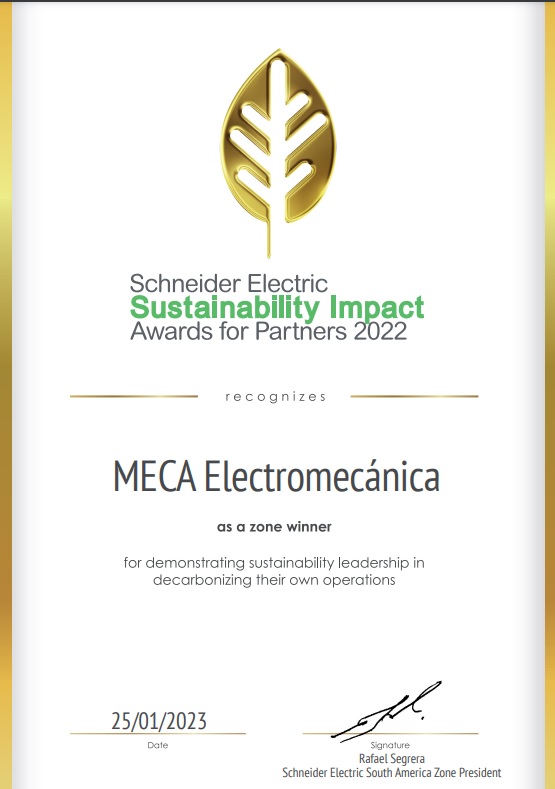 Schneider Electric
Sustainability Impact
Awards for Partners 2022
recognizes
MECA Electromecánica
as a zone winner
for demonstrating sustainability leadership in
decarbonizing their own operations
25/01/2023
Date
Signature
Rafael Segrera
Schneider Electric South America Zone President